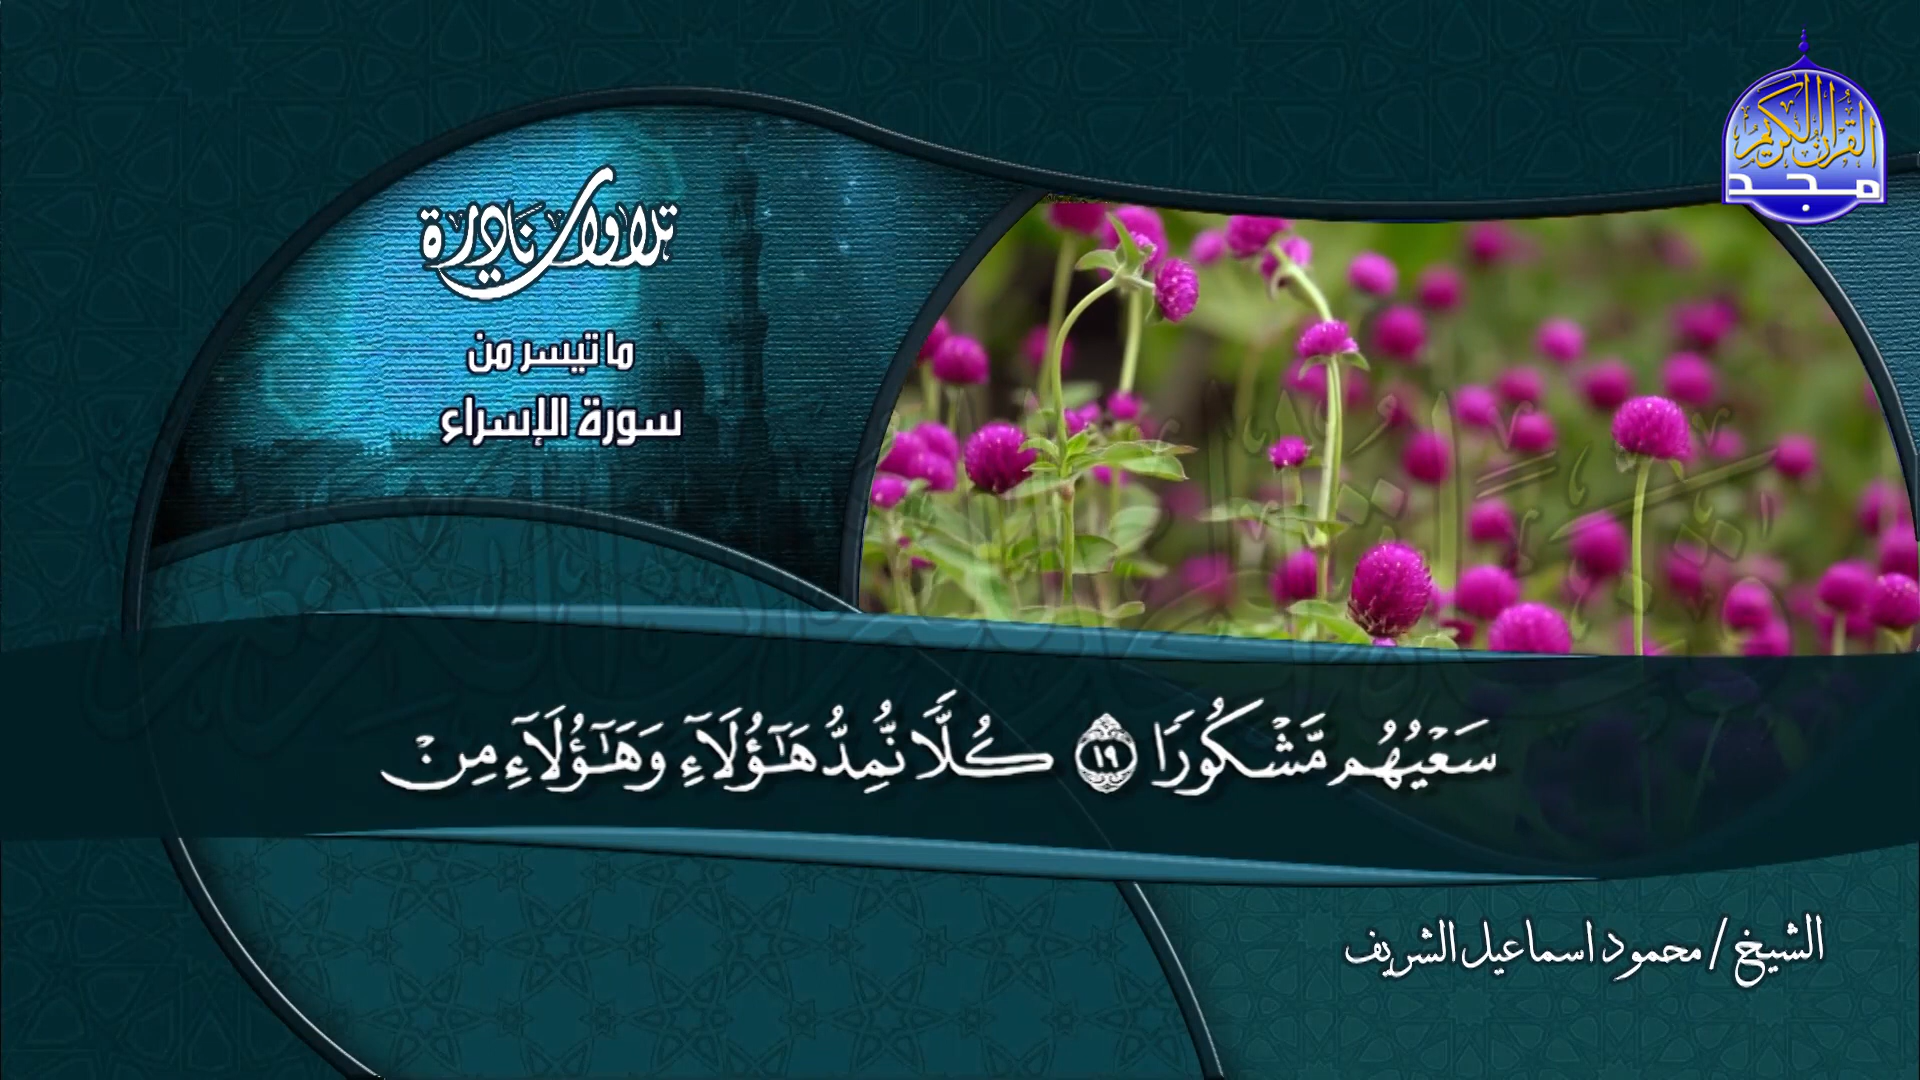 القرآن الكريم
مجد
تلاوات نادرة
ما تيسر من
سورة الإسراء
سَعْيُهُم مَّشْكُورًا ١٩ كُلًّا نُّمِدُّ هَٰٓؤُلَآءِ وَهَٰٓؤُلَآءِ مِنْ
الشيخ / محمود اسماعيل الشريف